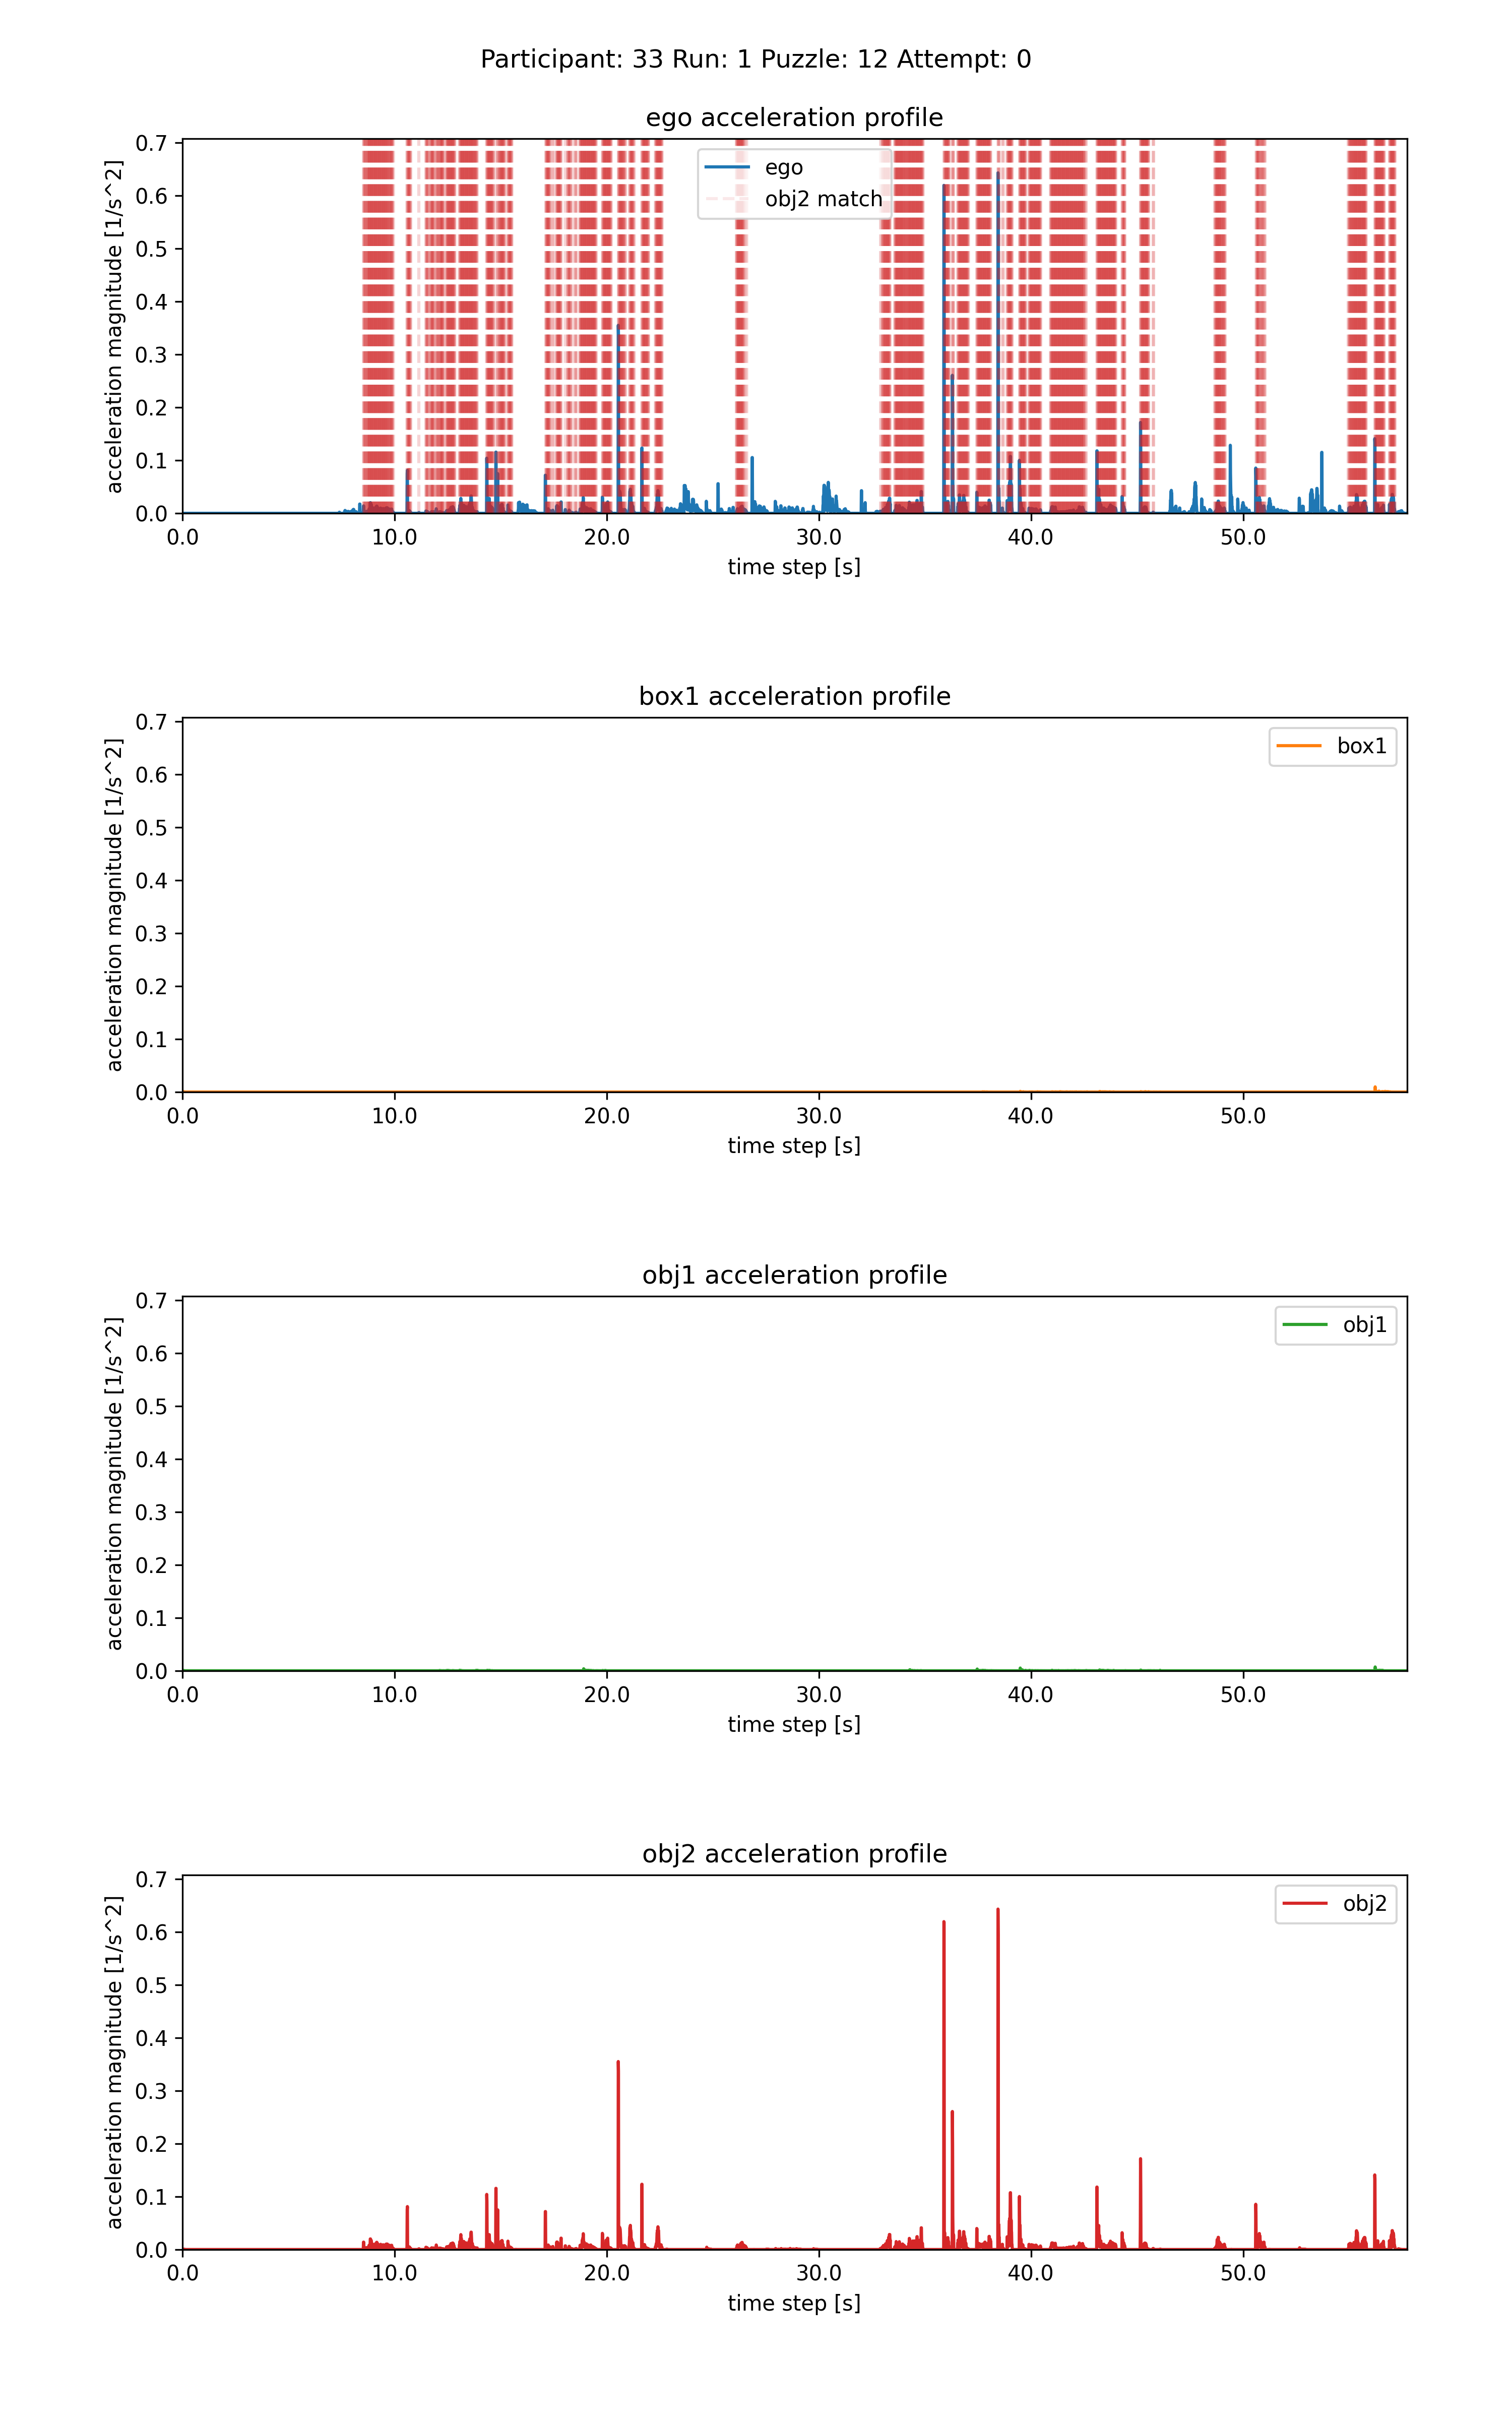 Participant: 33 Run: 1 Puzzle: 12 Attempt: 0
ego acceleration profile
acceleration magnitude [1/s^2]
0.7
0.6
0.5
0.4
0.3
0.2
0.1
0.0
ego
obj2 match
0.0 10.0 20.0 30.0 40.0 50.0
time step [s]
box1 acceleration profile
acceleration magnitude [1/s^2]
0.7
0.6
0.5
0.4
0.3
0.2
0.1
0.0
box1
0.0 10.0 20.0 30.0 40.0 50.0
time step [s]
obj1 acceleration profile
acceleration magnitude [1/s^2]
0.7
0.6
0.5
0.4
0.3
0.2
0.1
0.0
obj1
0.0 10.0 20.0 30.0 40.0 50.0
time step [s]
obj2 acceleration profile
acceleration magnitude [1/s^2]
0.7
0.6
0.5
0.4
0.3
0.2
0.1
0.0
obj2
0.0 10.0 20.0 30.0 40.0 50.0
time step [s]